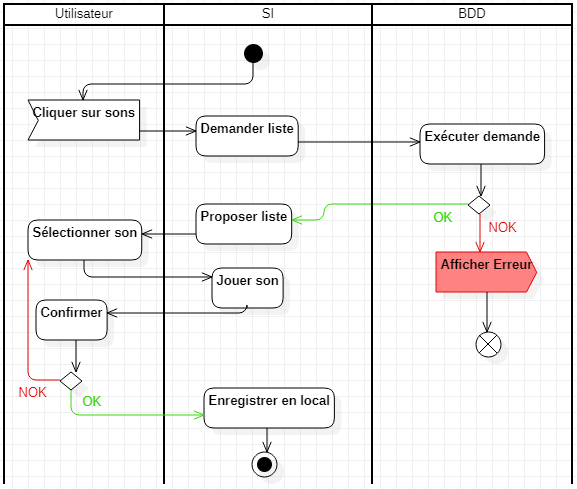 Utilisateur
SI
BDD
Cliquer sur sons
Demander liste
Exécuter demande
OK
NOK
Proposer liste
Sélectionner son
Afficher Erreur
Jouer son
Confirmer
NOK
OK
Enregistrer en local